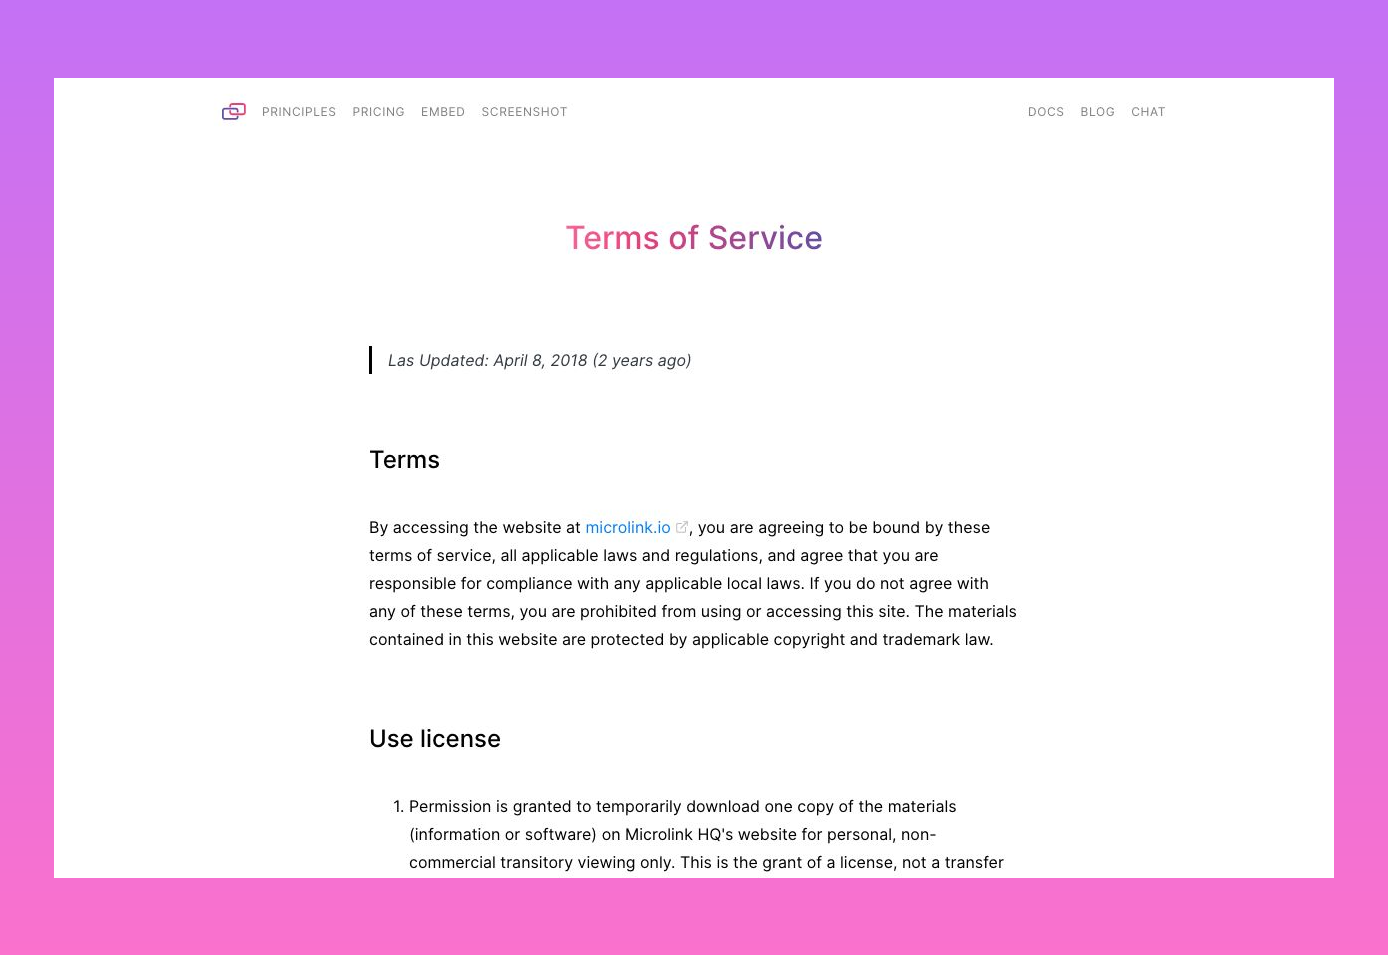 PRINCIPLES PRICING EMBED SCREENSHOT DOCS BLOG CHAT
Terms of Service
Las Updated: April 8, 2018 (2 years ago)
Terms
By accessing the website at microlink.io, you are agreeing to be bound by these
terms of service, all applicable laws and regulations, and agree that you are
responsible for compliance with any applicable local laws. If you do not agree with
any of these terms, you are prohibited from using or accessing this site. The materials
contained in this website are protected by applicable copyright and trademark law.
Use license
1. Permission is granted to temporarily download one copy of the materials
(information or software) on Microlink HQ's website for personal, non-
commercial transitory viewing only. This is the grant of a license, not a transfer